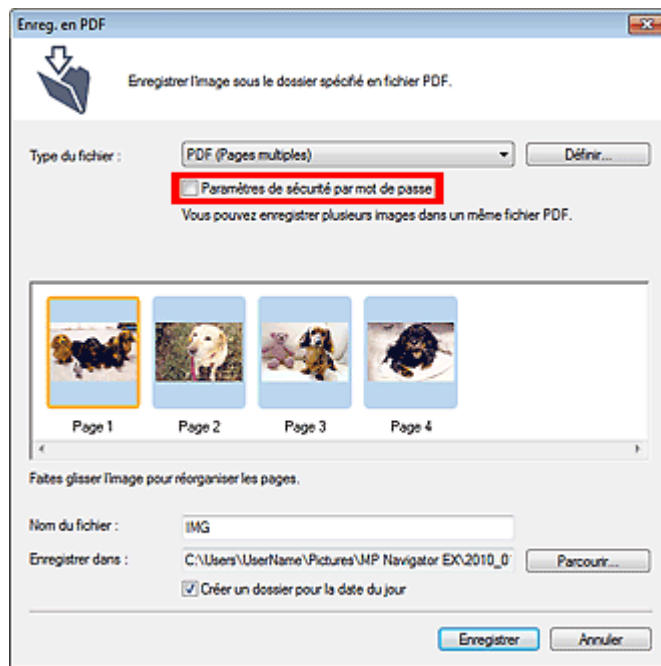 Enreg. en PDF
Enregistrer l'image sous le dossier spécifié en fichier PDF.
Type du fichier :
PDF (Pages multiples)
Définir...
Paramètres de sécurité par mot de passe
Vous pouvez enregistrer plusieurs images dans un même fichier PDF.
Page 1 Page 2 Page 3 Page 4
Faites glisser l'image pour réorganiser les pages.
Nom du fichier :
IMG
Enregistrer dans :
C:\Users\UserName\Pictures\MP Navigator EX\2010_0
Parcourir...
Créer un dossier pour la date du jour
Enregistrer
Annuler